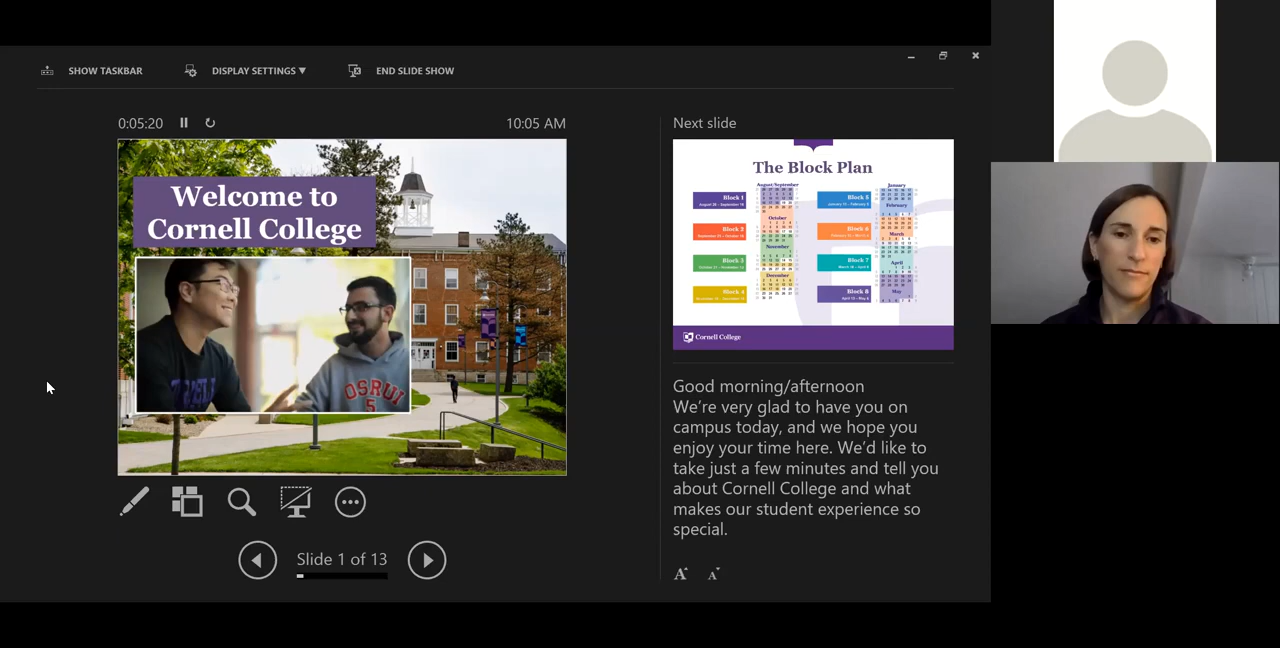 SHOW TASKBAR
DISPLAY SETTINGS ▼
END SLIDE SHOW
0:05:20
10:05 AM
Welcome to
Cornell College
OSRUI
5
Slide 1 of 13
Next slide
The Block Plan
August/September
October
November
December
Block 1
Block 2
Block 3
Block 4
Block 5
Block 6
Block 7
Block 8
January
February
March
April
May
Cornell College
Good morning/afternoon
We’re very glad to have you on
campus today, and we hope you
enjoy your time here. We’d like to
take just a few minutes and tell you
about Cornell College and what
makes our student experience so
special.